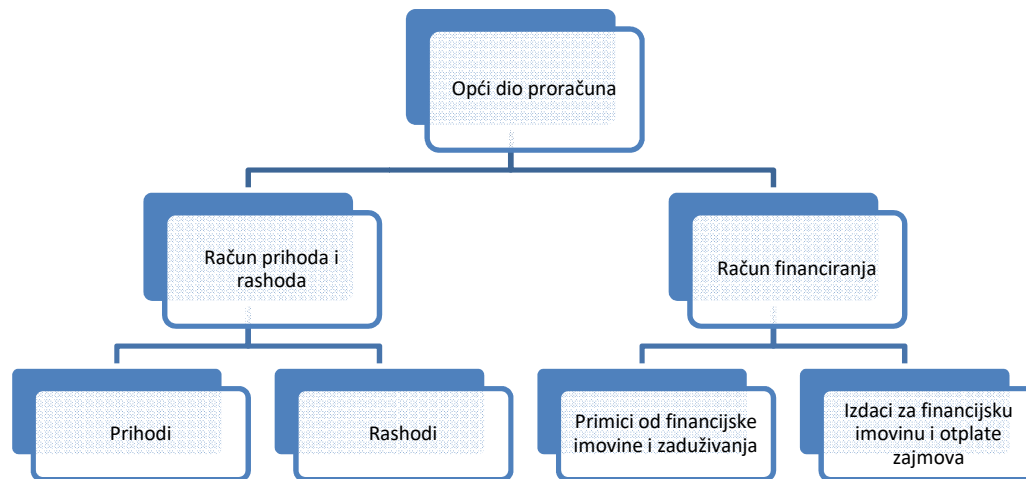 Opći dio proračuna
Račun prihoda i
rashoda
Račun financiranja
Prihodi
Rashodi
Primici od financijske
imovine i zaduživanja
Izdaci za financijsku
imovinu i otplate
zajmova